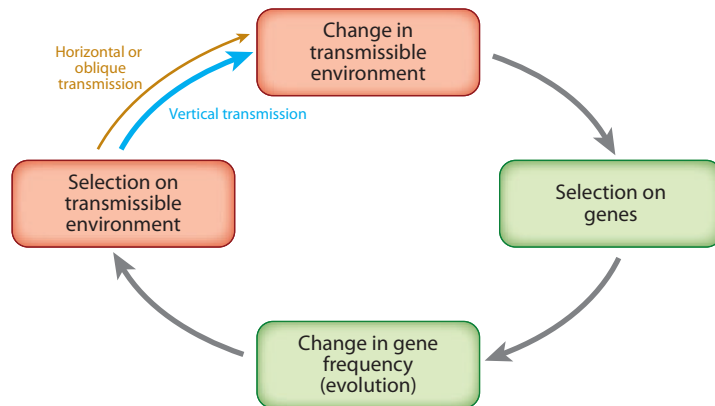 Change in
transmissible
environment
Horizontal or
oblique
transmission
Vertical transmission
Selection on
transmissible
environment
Selection on
genes
Change in gene
frequency
(evolution)